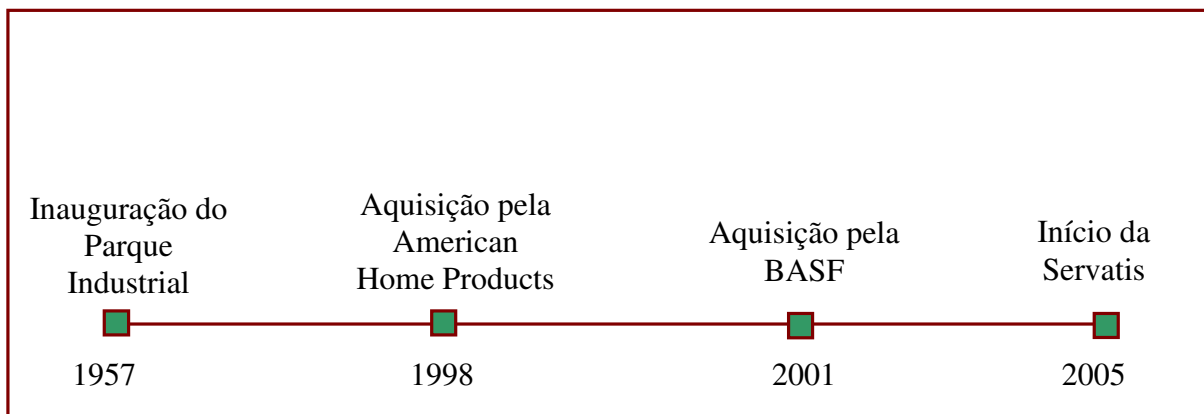 Inauguração do
Parque
Industrial
Aquisição pela
American
Home Products
Aquisição pela
BASF
Início da
Servatis
1957
1998
2001
2005